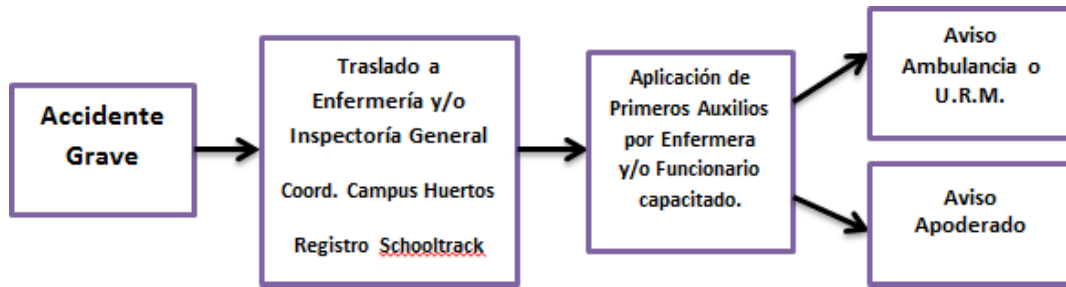 Accidente
Grave
Traslado a
Enfermería y/o
Inspectoría General
Coord. Campus Huertos
Registro Schooltrack
Aplicación de
Primeros Auxilios
por Enfermera
y/o Funcionario
capacitado.
Aviso
Ambulancia o
U.R.M.
Aviso
Apoderado